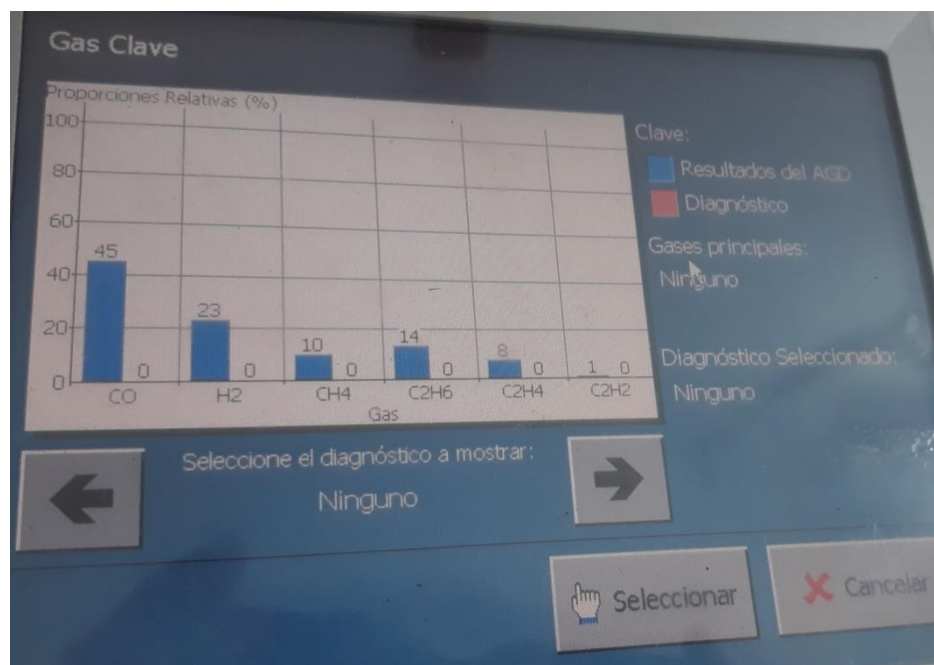 Gas Clave
Proporciones Relativas (%)
100
80
60
40
20
0
45 0
23 0
10 0
14 0
8 0
1 0
CO H2 CH4 C2H6 C2H4 C2H2
Gas
Clave:
Resultados del AGD
Diagnóstico
Gases principales:
Ninguno
Diagnóstico Seleccionado:
Ninguno
Seleccione el diagnóstico a mostrar:
Ninguno
Seleccionar
Cancelar